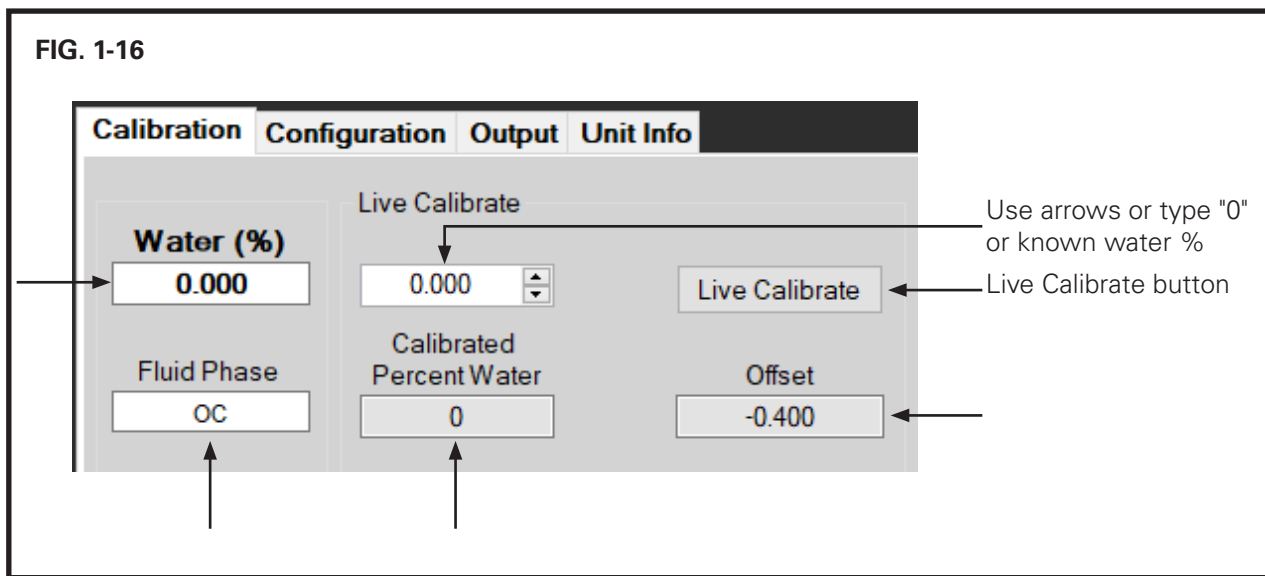 FIG. 1-16
Calibration Configuration Output Unit Info
Live Calibrate
Water (%)
0.000
0.000
Live Calibrate
Use arrows or type "0"
or known water %
Live Calibrate button
Fluid Phase
OC
Calibrated
Percent Water
0
Offset
-0.400